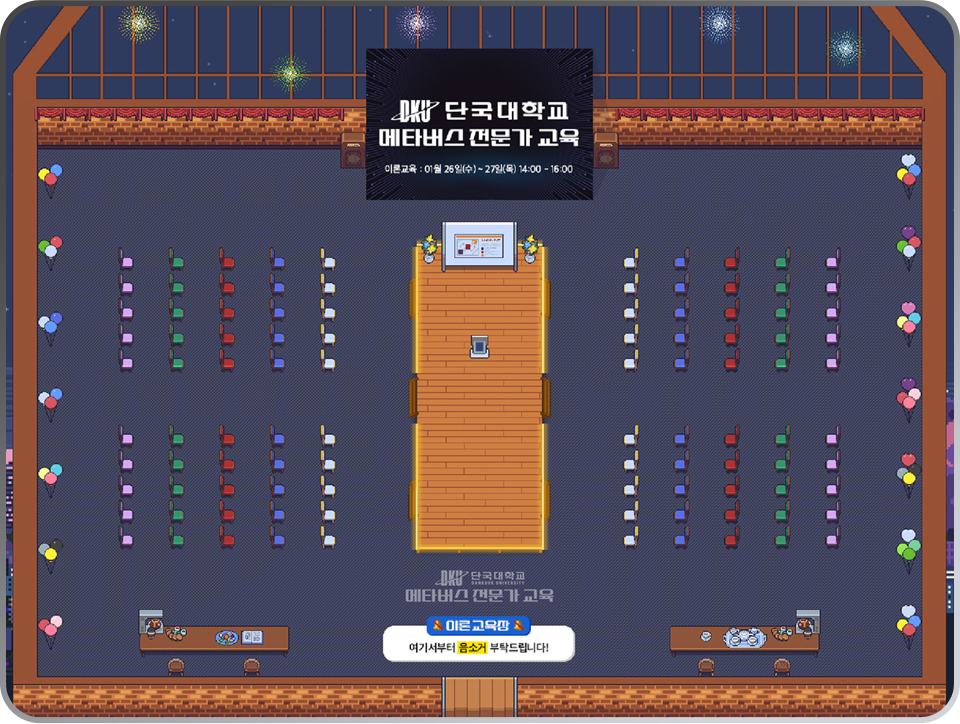 DKU 단국대학교
메타버스 전문가 교육
이론교육 : 01월 26일(수) ~ 27일(목) 14:00 - 16:00
DKU 단국대학교
DANKOOK UNIVERSITY
메타버스 전문가 교육
이론교육장
여기서부터 음소거 부탁드립니다!